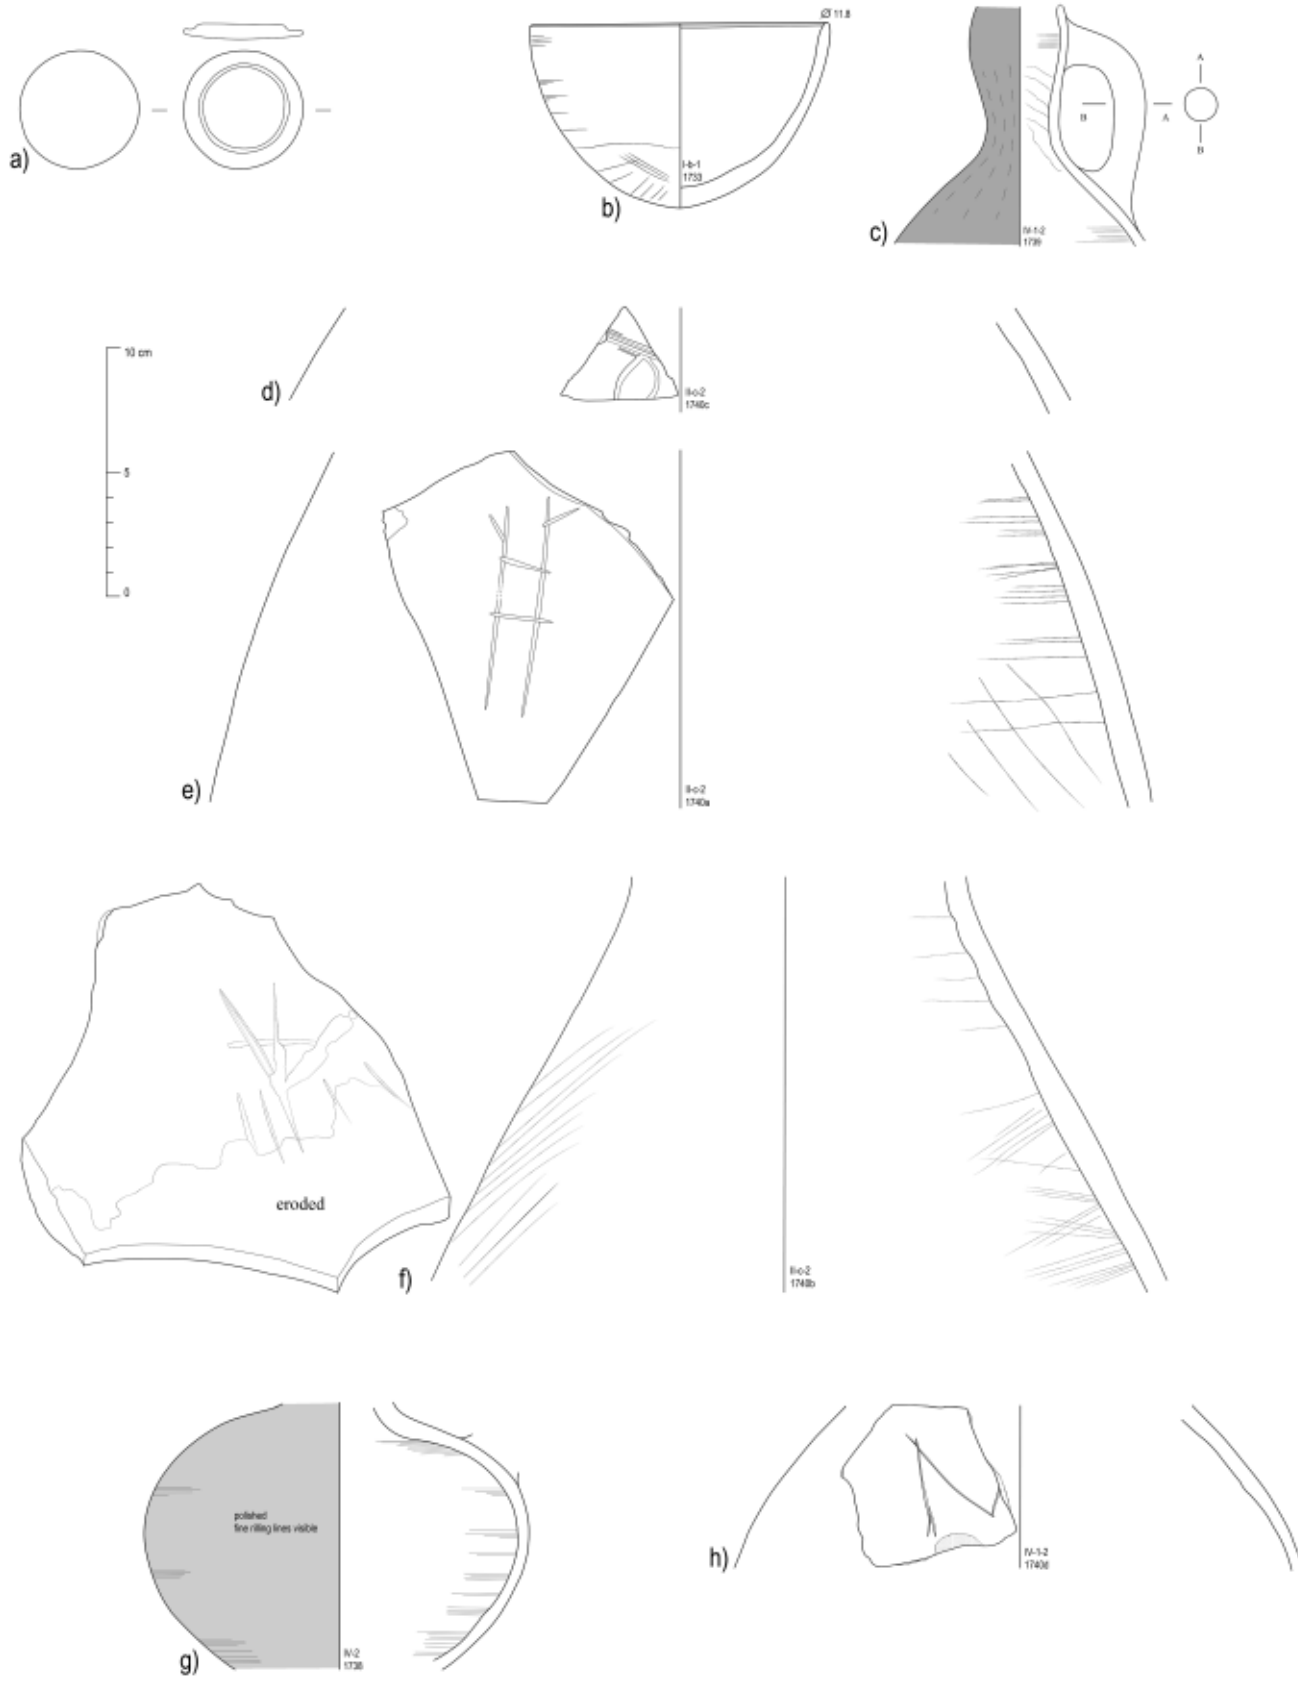 a)
Ø 11.8
I-b-1
1733
b)
A
B
A
B
IV-1-2
1739
c)
10 cm
5
0
II-c-2
1740c
d)
II-c-2
1740a
e)
eroded
II-c-2
1740b
f)
polished
fine rilling lines visible
IV-2
1738
g)
IV-1-2
1740d
h)